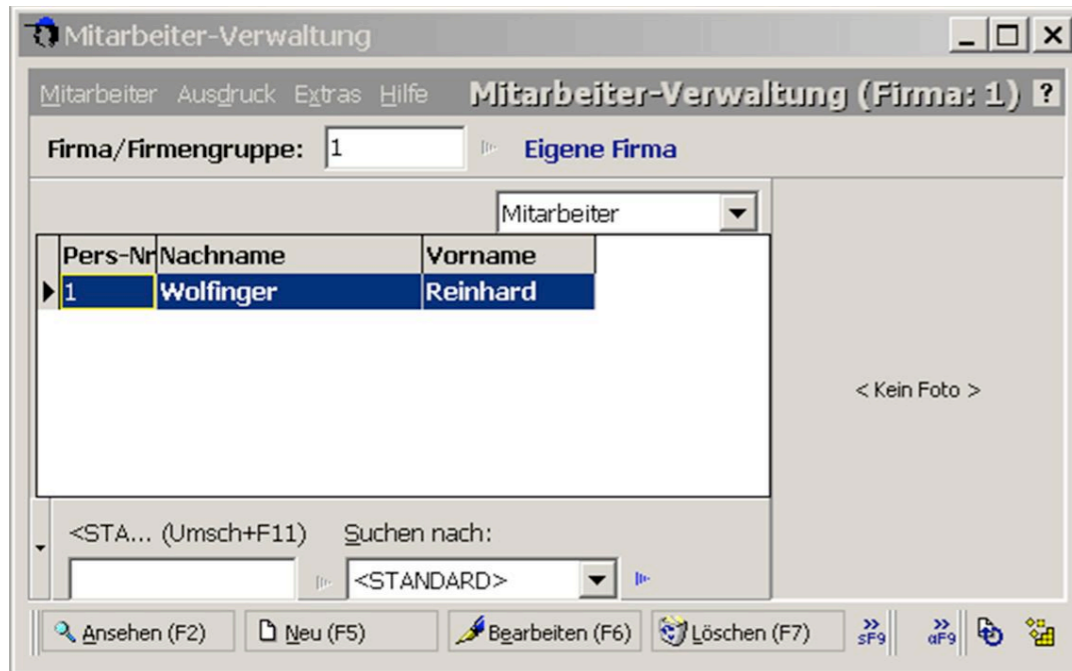 Mitarbeiter-Verwaltung
Mitarbeiter Ausdruck Extras Hilfe Mitarbeiter-Verwaltung (Firma: 1) ?
Firma/Firmengruppe: 1 Eigene Firma
Mitarbeiter
Pers-Nr Nachname Vorname
1 Wolfinger Reinhard
< Kein Foto >
<STA... (Umsch+F11) Suchen nach:
<STANDARD>
Ansehen (F2) Neu (F5) Bearbeiten (F6) Löschen (F7) >> sF9 >> aF9